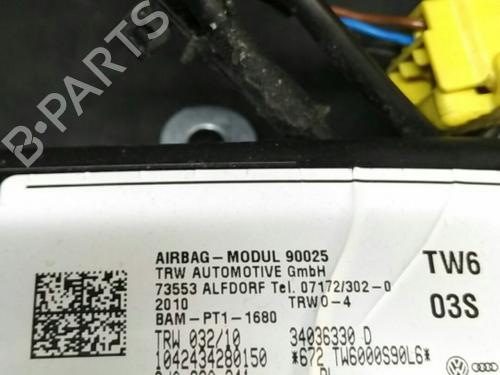 B-PARTS
AIRBAG-MODUL 90025
TRW AUTOMOTIVE GmbH
73553 ALFDORF Tel. 07172/302-0
2010 TRWO-4
BAM-PT1-1680
TRW 032/10 34036330 D
1042434280150 *672 TW6000S90L6*
TW6
03S